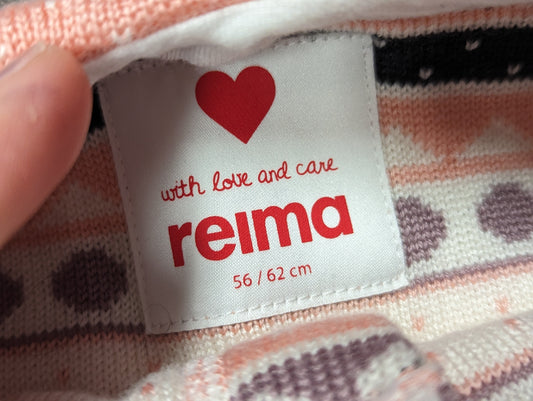 with love and care
reima
56 / 62 cm